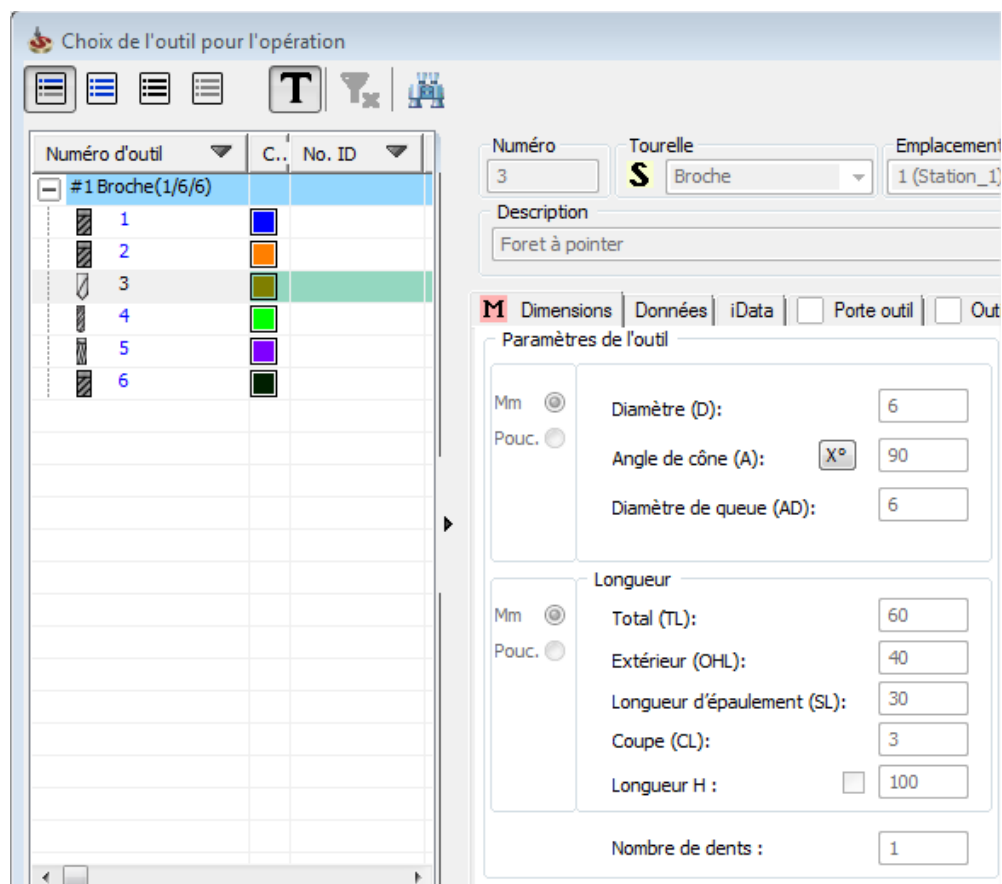 Choix de l'outil pour l'opération
T
Numéro d'outil C.. No. ID
#1 Broche(1/6/6)
1
2
3
4
5
6
Numéro Tourelle Emplacement
3 S Broche 1 (Station_1)
Description
Foret à pointer
M Dimensions Données iData Porte outil Out
Paramètres de l'outil
Mm Diamètre (D): 6
Pouc. Angle de cône (A): X° 90
Diamètre de queue (AD): 6
Longueur
Mm Total (TL): 60
Pouc. Extérieur (OHL): 40
Longueur d’épaulement (SL): 30
Coupe (CL): 3
Longueur H : 100
Nombre de dents : 1